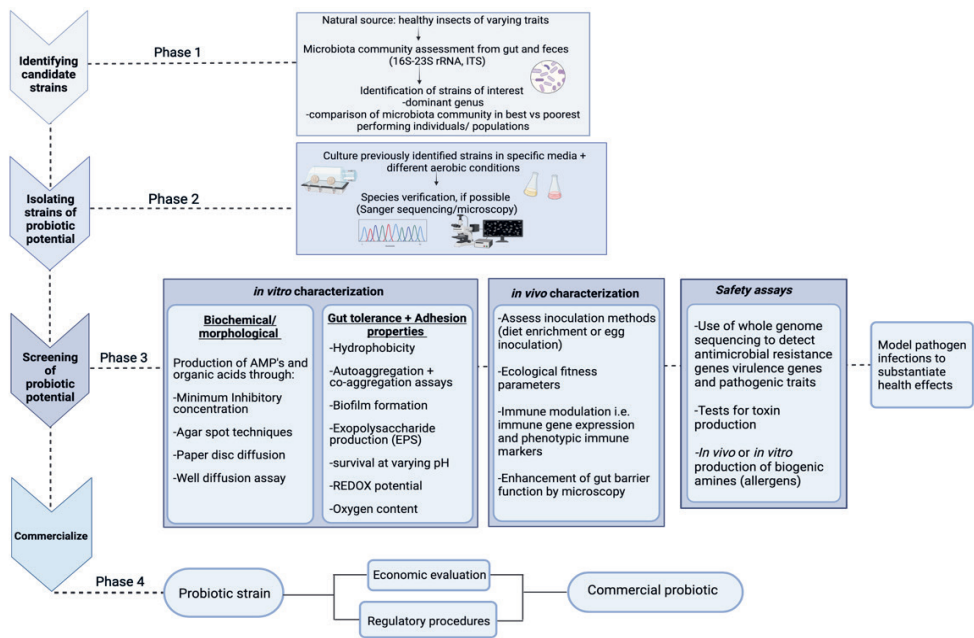 Identifying
candidate
strains
Phase 1
Natural source: healthy insects of varying traits
Microbiota community assessment from gut and feces
(16S-23S rRNA, ITS)
Identification of strains of interest
-dominant genus
-comparison of microbiota community in best vs poorest
performing individuals/ populations
Isolating
strains of
probiotic
potential
Phase 2
Culture previously identified strains in specific media +
different aerobic conditions
Species verification, if possible
(Sanger sequencing/microscopy)
Screening
of
probiotic
potential
Phase 3
in vitro characterization
Biochemical/
morphological
Production of AMP's and
organic acids through:
-Minimum Inhibitory
concentration
-Agar spot techniques
-Paper disc diffusion
-Well diffusion assay
Gut tolerance + Adhesion
properties
-Hydrophobicity
-Autoaggregation +
co-aggregation assays
-Biofilm formation
-Exopolysaccharide
production (EPS)
-survival at varying pH
-REDOX potential
-Oxygen content
in vivo characterization
-Assess inoculation methods
(diet enrichment or egg
inoculation)
-Ecological fitness
parameters
-Immune modulation i.e.
immune gene expression
and phenotypic immune
markers
-Enhancement of gut barrier
function by microscopy
Safety assays
-Use of whole genome
sequencing to detect
antimicrobial resistance
genes virulence genes
and pathogenic traits
-Tests for toxin
production
-In vivo or in vitro
production of biogenic
amines (allergens)
Model pathogen
infections to
substantiate
health effects
Commercialize
Phase 4
Probiotic strain
Economic evaluation
Regulatory procedures
Commercial probiotic